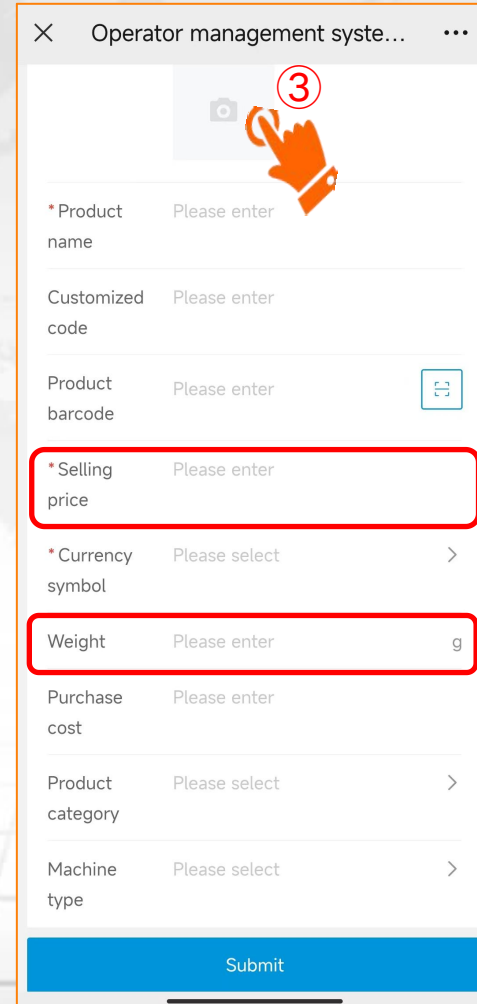 Operator management syste...
③
* Product Please enter
name
Customized Please enter
code
Product Please enter
barcode
* Selling Please enter
price
* Currency Please select
symbol
Weight Please enter g
Purchase Please enter
cost
Product Please select
category
Machine Please select
type
Submit